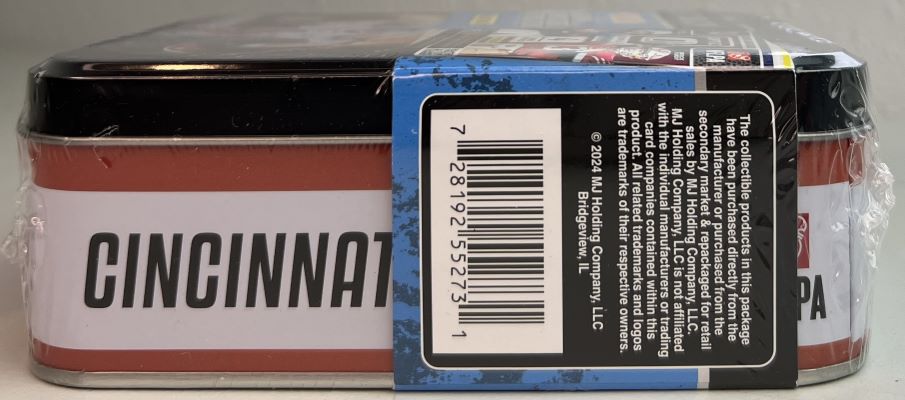 CINCINNAT
7 28192 55273 1
The collectible products in this package
have been purchased directly from the
manufacturer or purchased from the
secondary market & repackaged for retail
sales by MJ Holding Company, LLC.
MJ Holding Company, LLC is not affiliated
with the individual manufacturers or trading
card companies contained within this
product. All related trademarks and logos
are trademarks of their respective owners.
© 2024 MJ Holding Company, LLC
Bridgeview, IL
PA
NFLPA